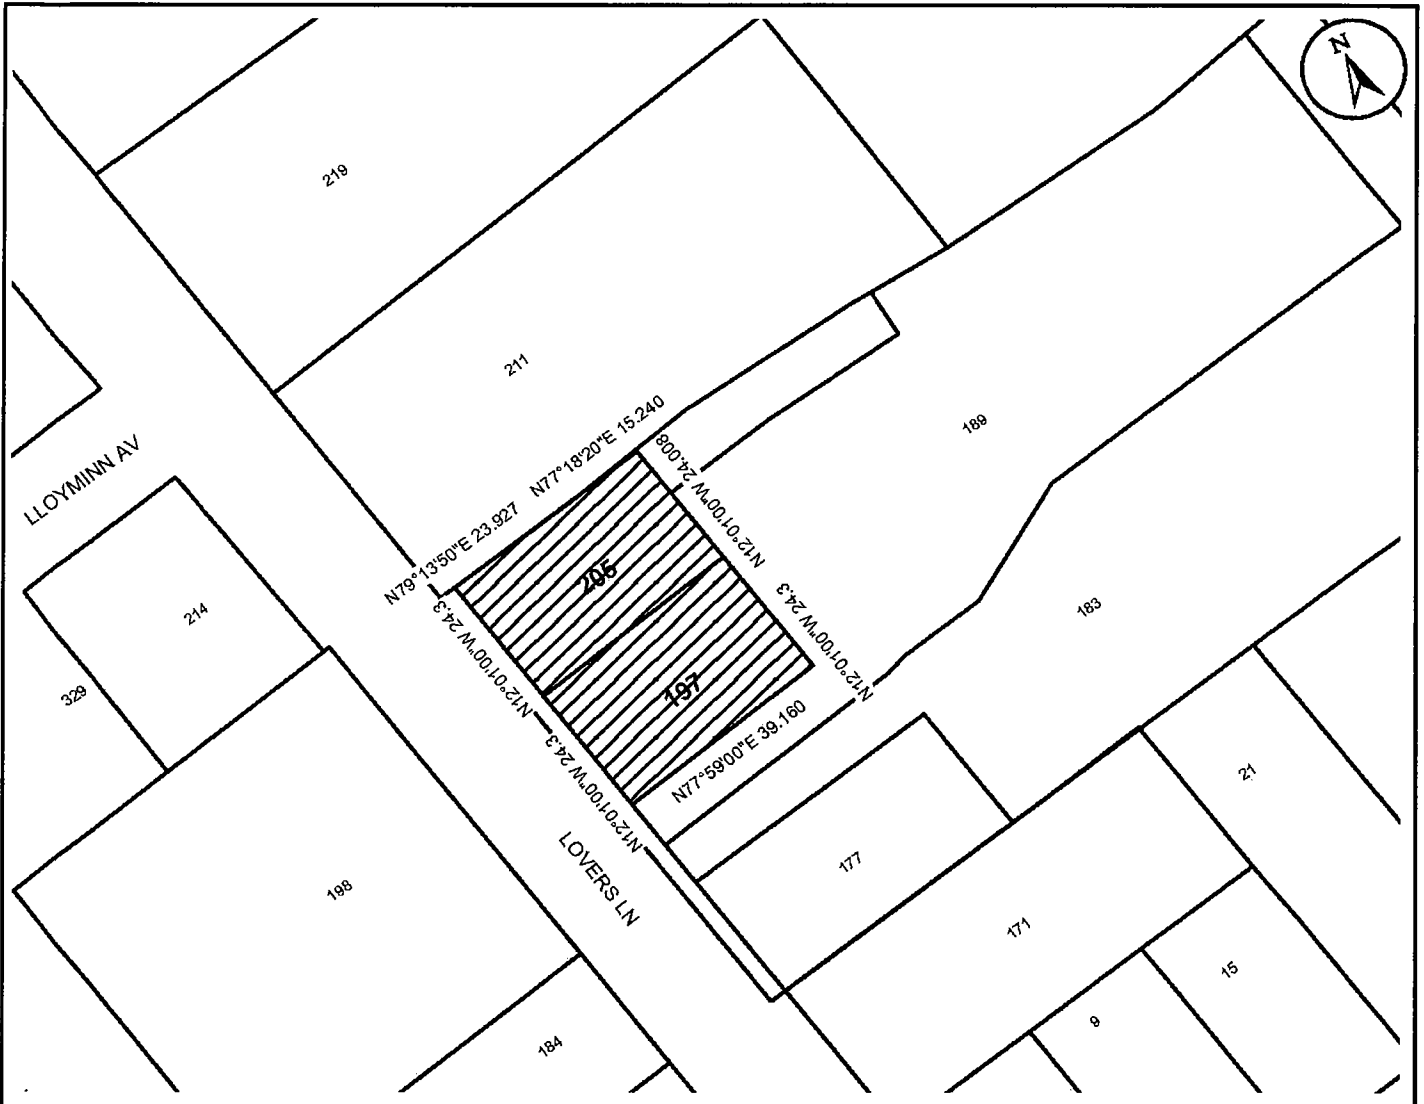 N
219
211
189
N77°18'20"E 15.240
N12°01'00"W 24.008
LLOYMINN AV
N79°13'50"E 23.927
205
N12°01'00"W 24.3
214
183
N12°01'00"W 24.3
329
197
N77°59'00"E 39.160
N12°01'00"W 24.3
21
177
198
LOVERS LN
171
15
9
184